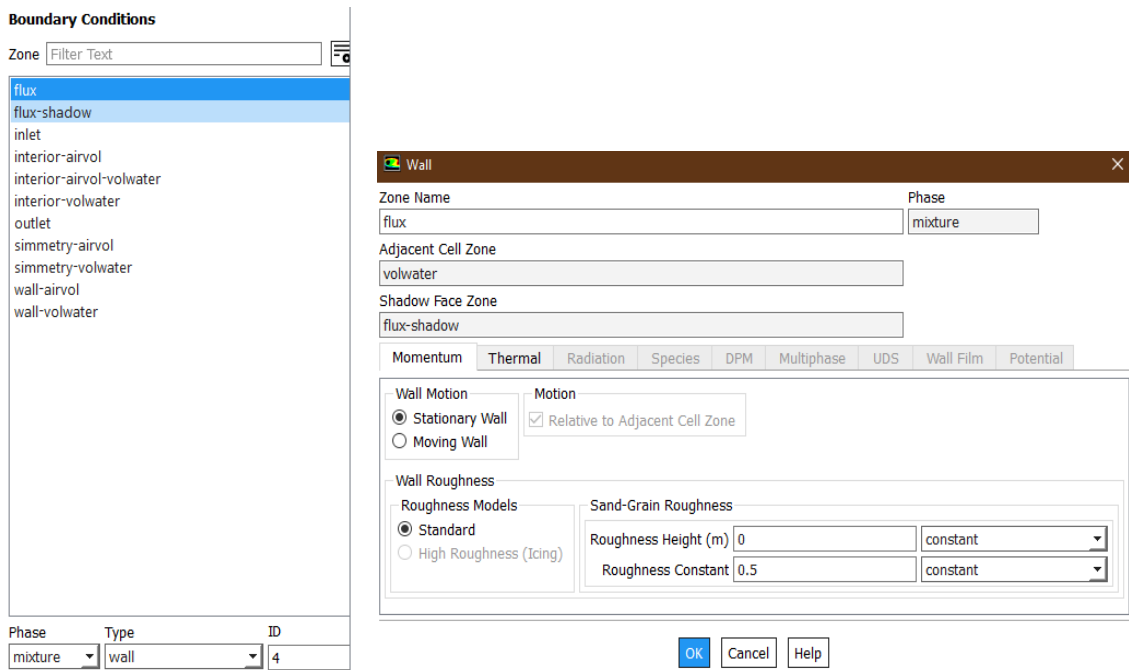 Boundary Conditions
Zone Filter Text
flux
flux-shadow
inlet
interior-airvol
interior-airvol-volwater
interior-volwater
outlet
simmetry-airvol
simmetry-volwater
wall-airvol
wall-volwater
Phase Type ID
mixture wall 4
Wall
Zone Name Phase
flux mixture
Adjacent Cell Zone
volwater
Shadow Face Zone
flux-shadow
Momentum Thermal Radiation Species DPM Multiphase UDS Wall Film Potential
Wall Motion Motion
Stationary Wall Relative to Adjacent Cell Zone
Moving Wall
Wall Roughness
Roughness Models Sand-Grain Roughness
Standard
High Roughness (Icing)
Roughness Height (m) 0 constant
Roughness Constant 0.5 constant
OK Cancel Help